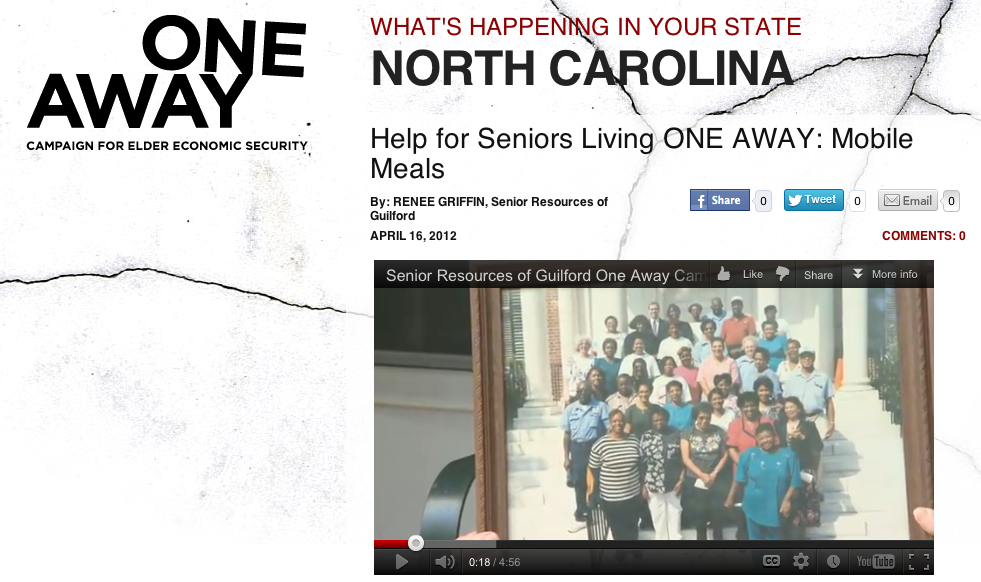 ONE
AWAY
CAMPAIGN FOR ELDER ECONOMIC SECURITY
WHAT'S HAPPENING IN YOUR STATE
NORTH CAROLINA
Help for Seniors Living ONE AWAY: Mobile
Meals
By: RENEE GRIFFIN, Senior Resources of
Guilford
Share 0 Tweet 0 Email 0
APRIL 16, 2012
COMMENTS: 0
Senior Resources of Guilford One Away Cam
Like Share More info
0:18 / 4:56
CC
YouTube